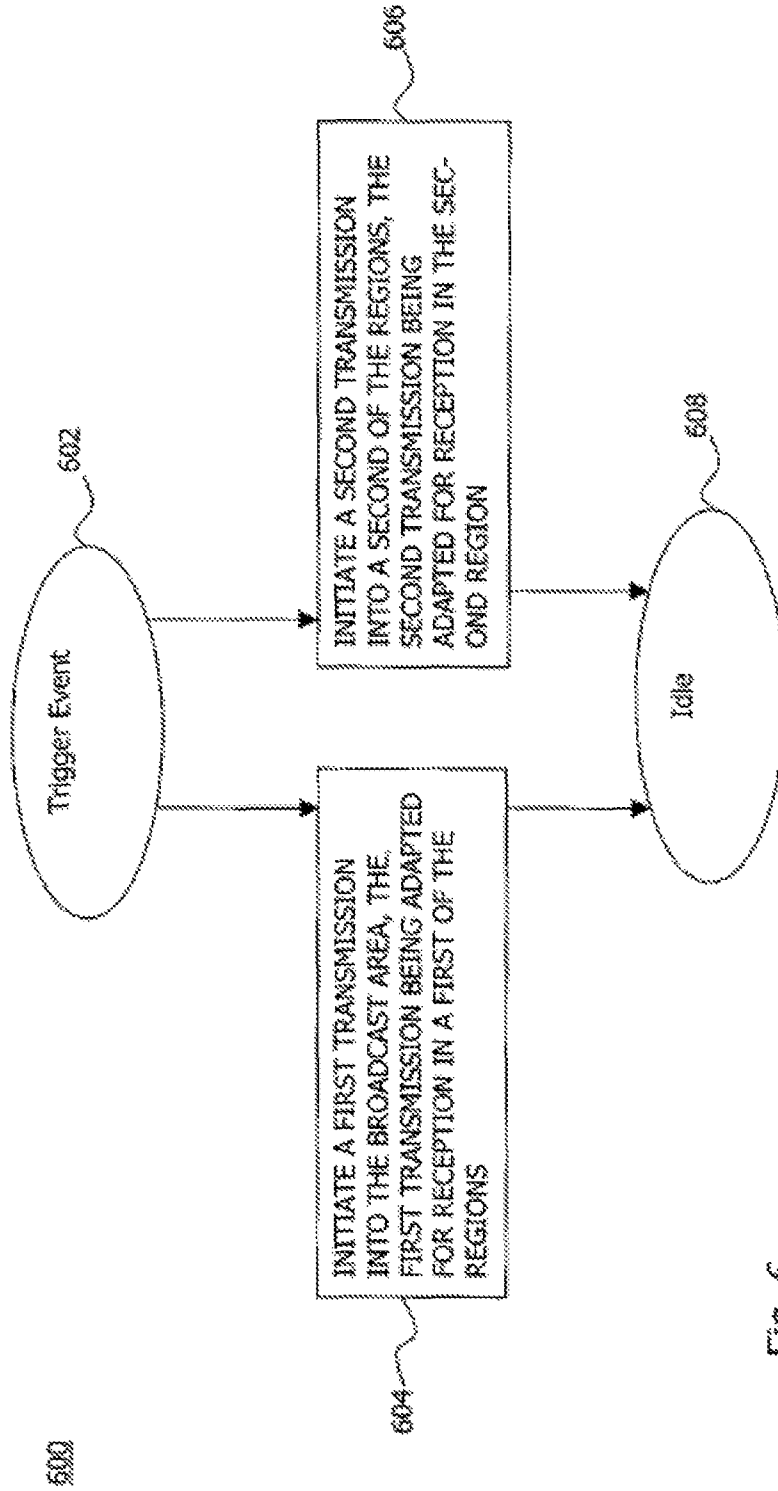 600
602
Trigger Event
604
INITIATE A FIRST TRANSMISSION
INTO THE BROADCAST AREA, THE
FIRST TRANSMISSION BEING ADAPTED
FOR RECEPTION IN A FIRST OF THE
REGIONS
606
INITIATE A SECOND TRANSMISSION
INTO A SECOND OF THE REGIONS, THE
SECOND TRANSMISSION BEING
ADAPTED FOR RECEPTION IN THE SEC-
OND REGION
608
Idle
Fig. 6